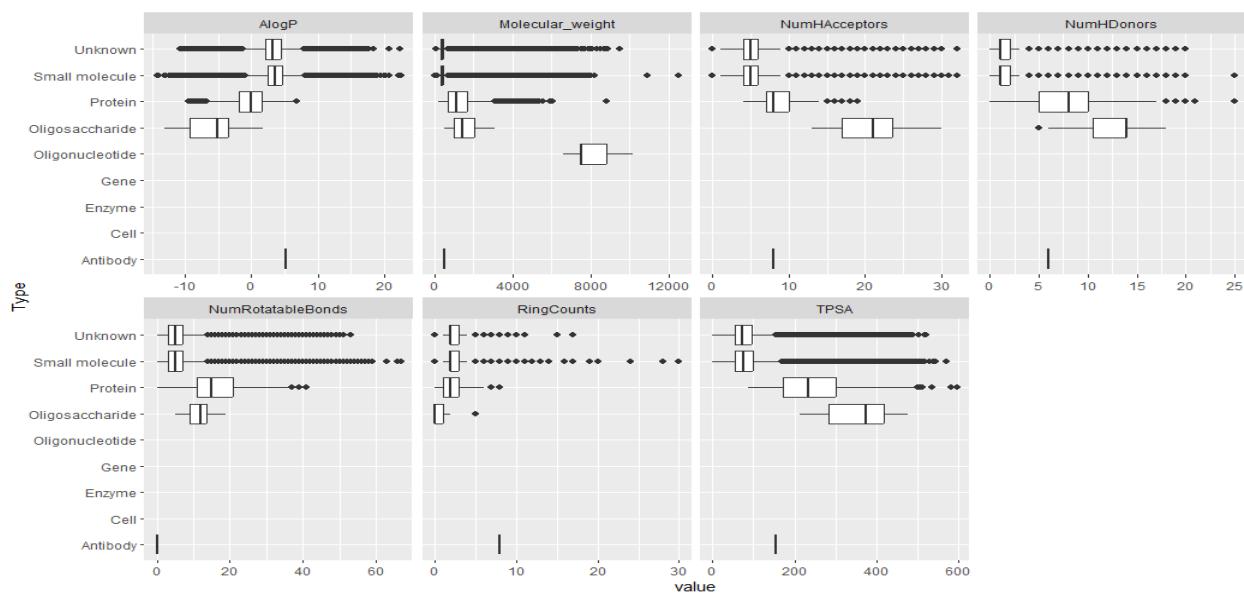 AlogP Molecular_weight NumHAcceptors NumHDonors
Unknown
Small molecule
Protein
Oligosaccharide
Oligonucleotide
Gene
Enzyme
Cell
Antibody
-10 0 10 20 0 4000 8000 12000 0 10 20 30 0 5 10 15 20 25
Type
NumRotatableBonds RingCounts TPSA
Unknown
Small molecule
Protein
Oligosaccharide
Oligonucleotide
Gene
Enzyme
Cell
Antibody
0 20 40 60 0 10 20 30 0 200 400 600
value